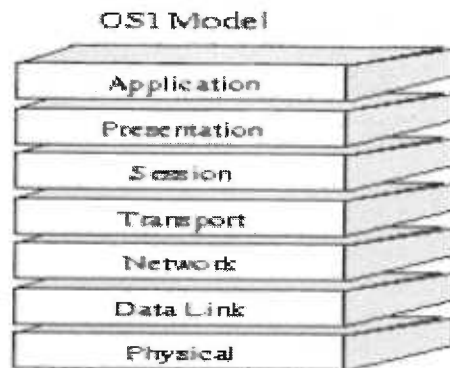 OSI Model
Application
Presentation
Session
Transport
Network
Data Link
Physical